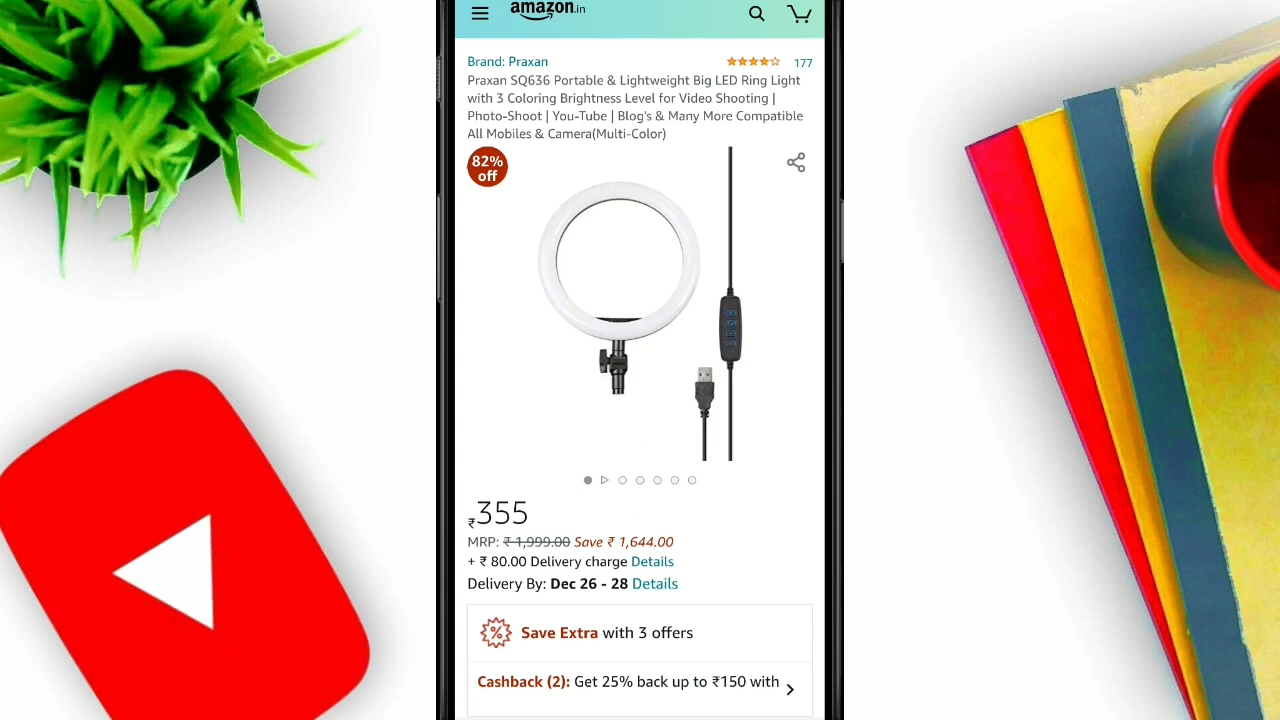 amazon.in
Brand: Praxan
177
Praxan SQ636 Portable & Lightweight Big LED Ring Light
with 3 Coloring Brightness Level for Video Shooting |
Photo-Shoot | You-Tube | Blog's & Many More Compatible
All Mobiles & Camera(Multi-Color)
82%
off
₹355
MRP: ₹ 1,999.00 Save ₹ 1,644.00
+ ₹ 80.00 Delivery charge Details
Delivery By: Dec 26 - 28 Details
% Save Extra with 3 offers
Cashback (2): Get 25% back up to ₹150 with